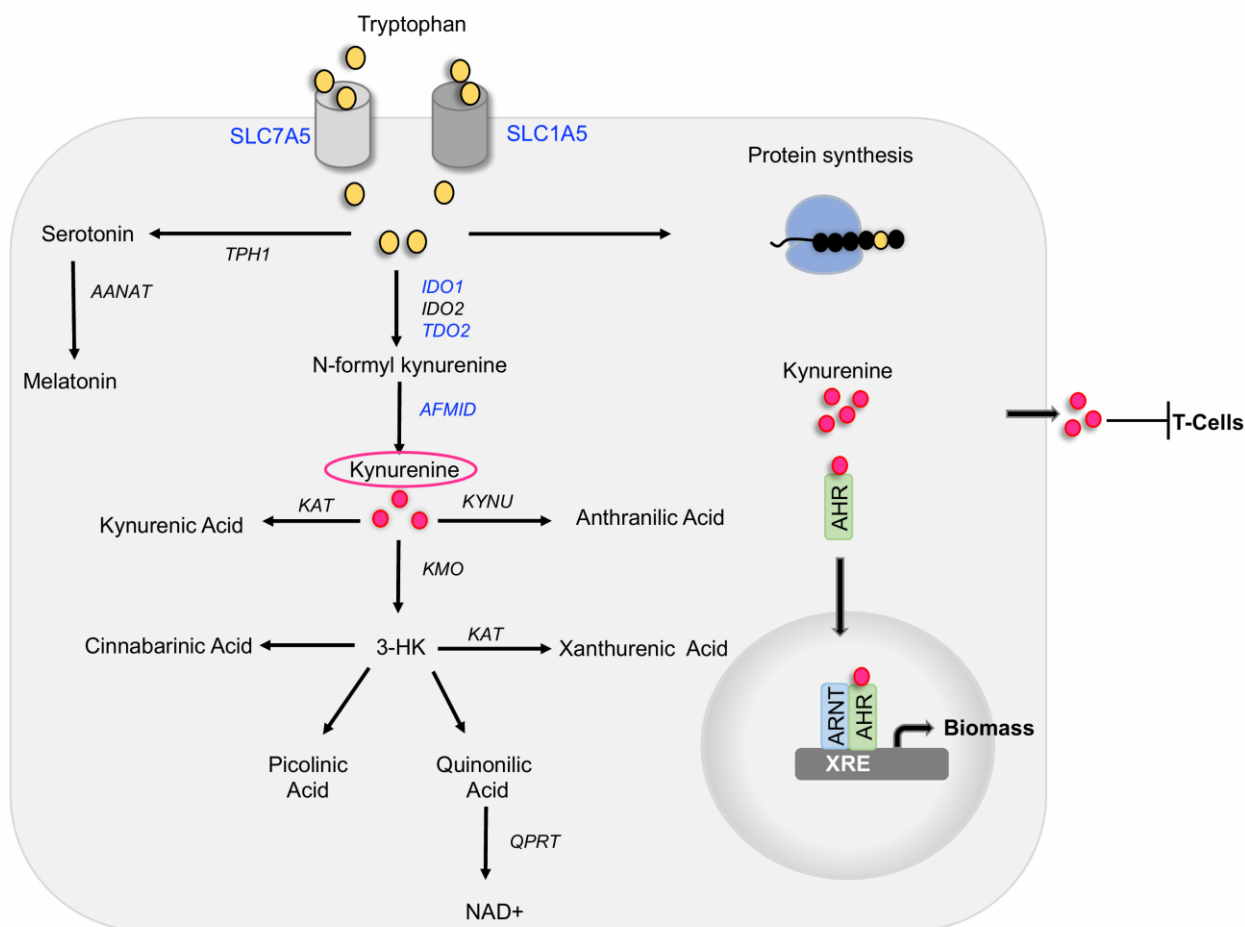 Tryptophan
SLC7A5
SLC1A5
Protein synthesis
Serotonin
TPH1
AANAT
IDO1
IDO2
TDO2
Melatonin
N-formyl kynurenine
Kynurenine
AFMID
T-Cells
Kynurenine
AHR
KAT
KYNU
Kynurenic Acid
Anthranilic Acid
KMO
Cinnabarinic Acid
3-HK
KAT
Xanthurenic Acid
ARNT
AHR
Biomass
XRE
Picolinic
Acid
Quinonilic
Acid
QPRT
NAD+